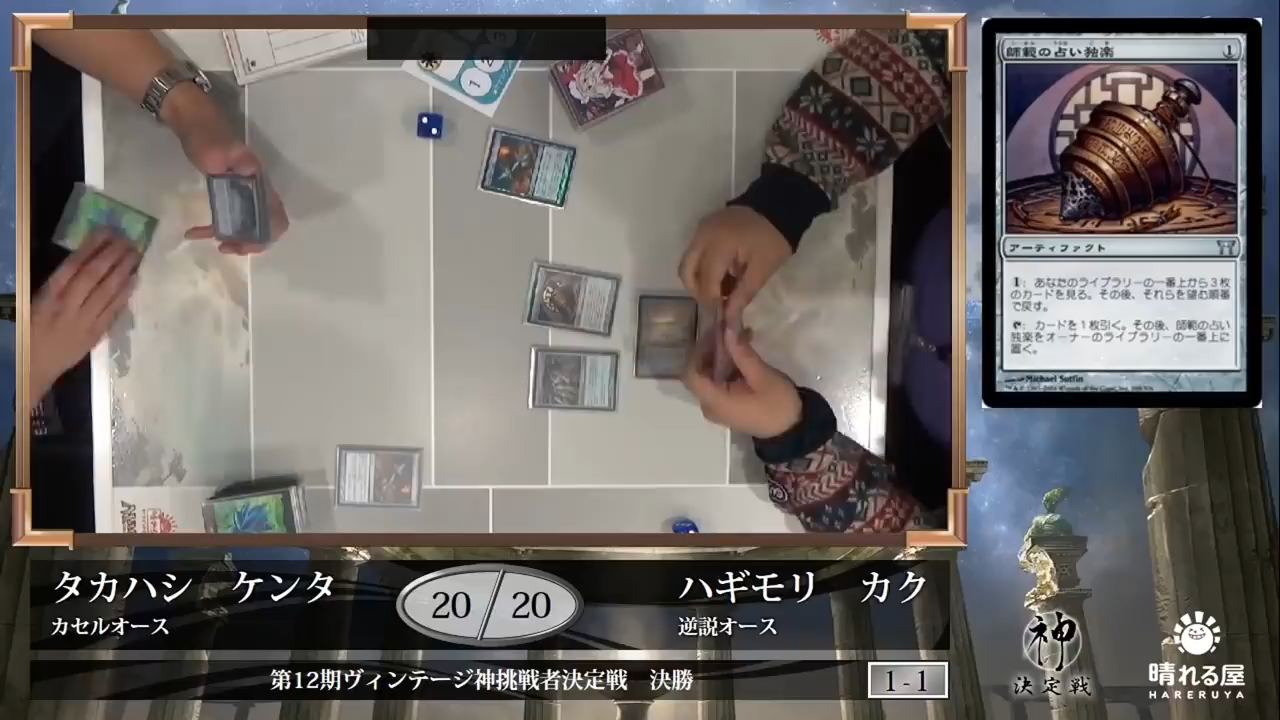 師範の占い独楽 1
アーティファクト
1: あなたのライブラリーの一番上から3枚
のカードを見る。その後、それらを望む順番
で戻す。
: カードを1枚引く。その後、師範の占い
独楽をオーナーのライブラリーの一番上に
置く。
Michael Sutfin
タカハシ ケンタ
カセルオース
20 / 20
ハギモリ カク
逆説オース
第12期ヴィンテージ神挑戦者決定戦 決勝
1-1
神
決定戦
晴れる屋
HARERUYA